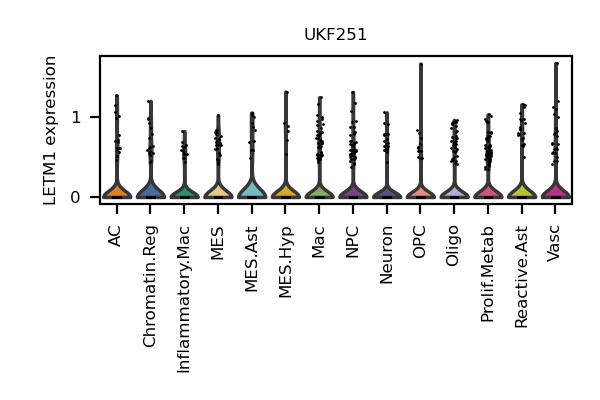 UKF251
LETM1 expression
1
0
AC
Chromatin.Reg
Inflammatory.Mac
MES
MES.Ast
MES.Hyp
Mac
NPC
Neuron
OPC
Oligo
Prolif.Metab
Reactive.Ast
Vasc